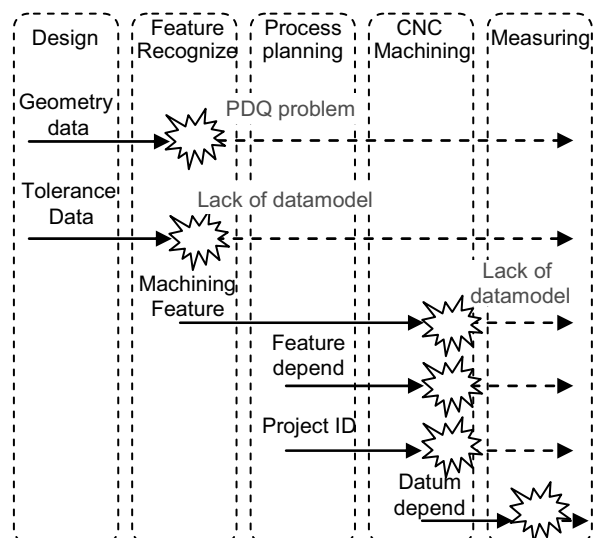 Design
Feature
Recognize
Process
planning
CNC
Machining
Measuring
Geometry
data
PDQ problem
Tolerance
Data
Lack of datamodel
Machining
Feature
Lack of
datamodel
Feature
depend
Project ID
Datum
depend